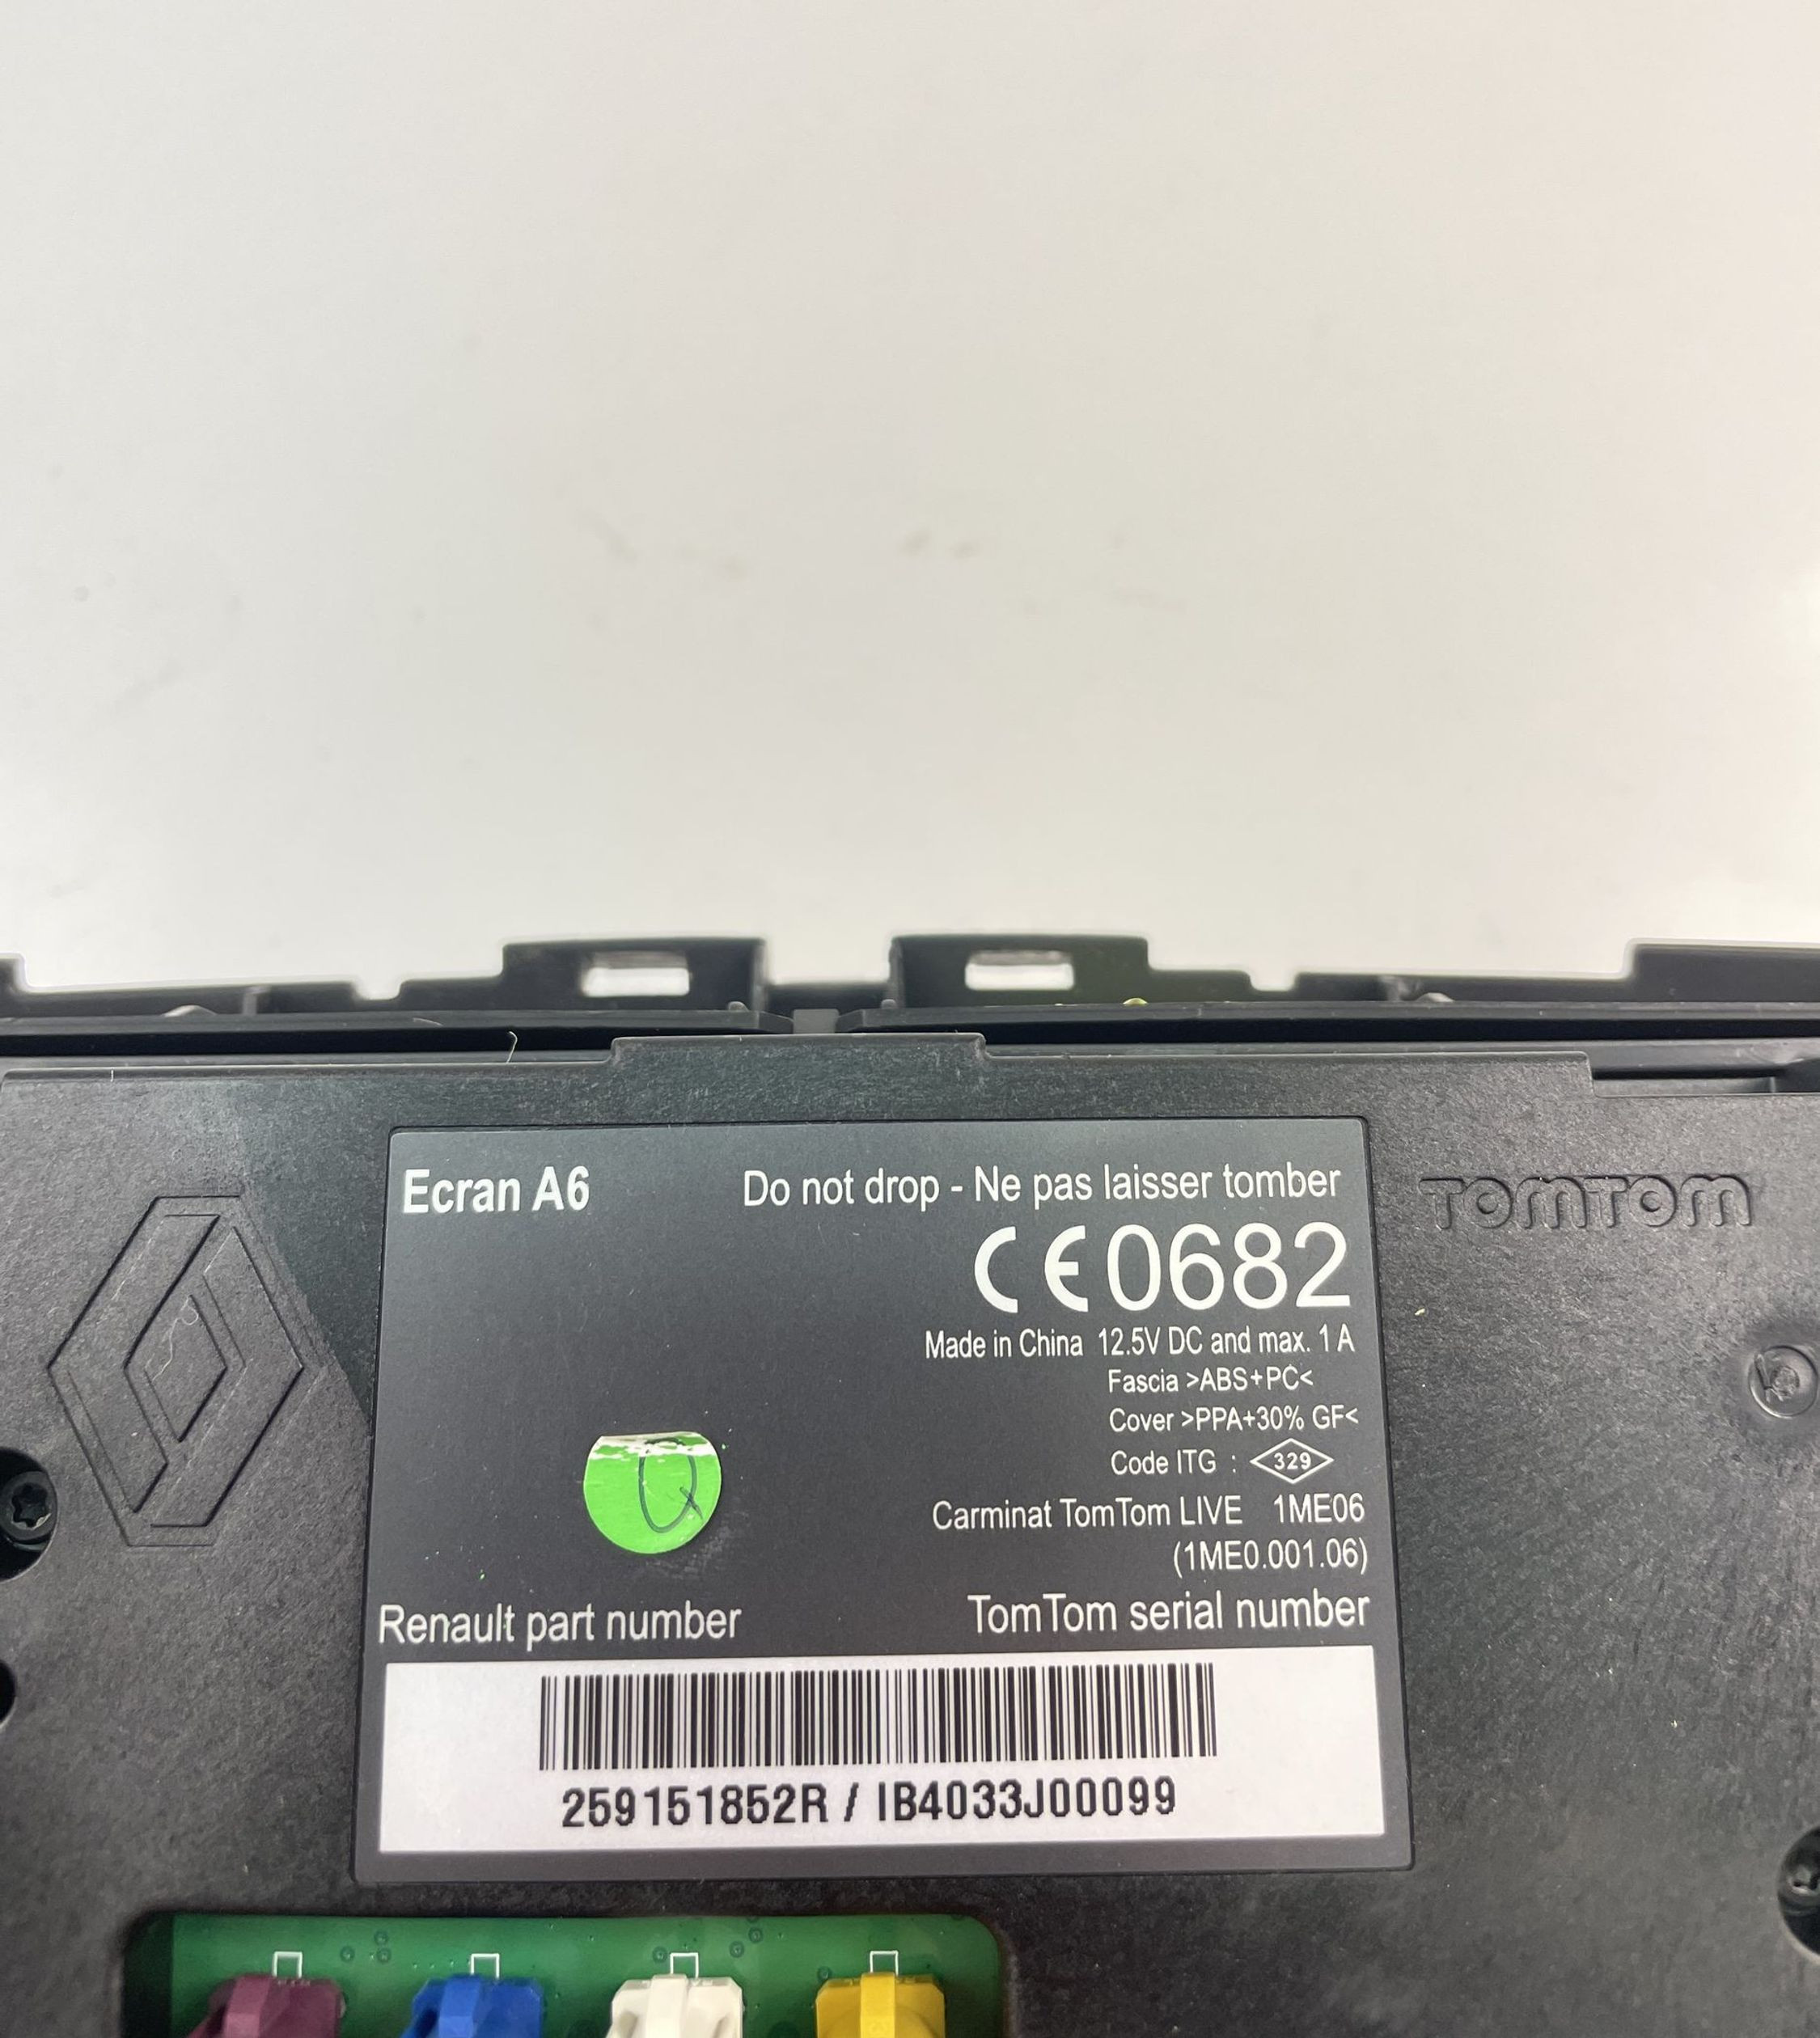 Ecran A6 Do not drop - Ne pas laisser tomber
TOMTOM
CE0682
Made in China 12.5V DC and max. 1 A
Fascia >ABS+PC<
Cover >PPA+30% GF<
Code ITG : 329
Q
Carminat TomTom LIVE 1ME06
(1ME0.001.06)
Renault part number TomTom serial number
259151852R / IB4033J00099